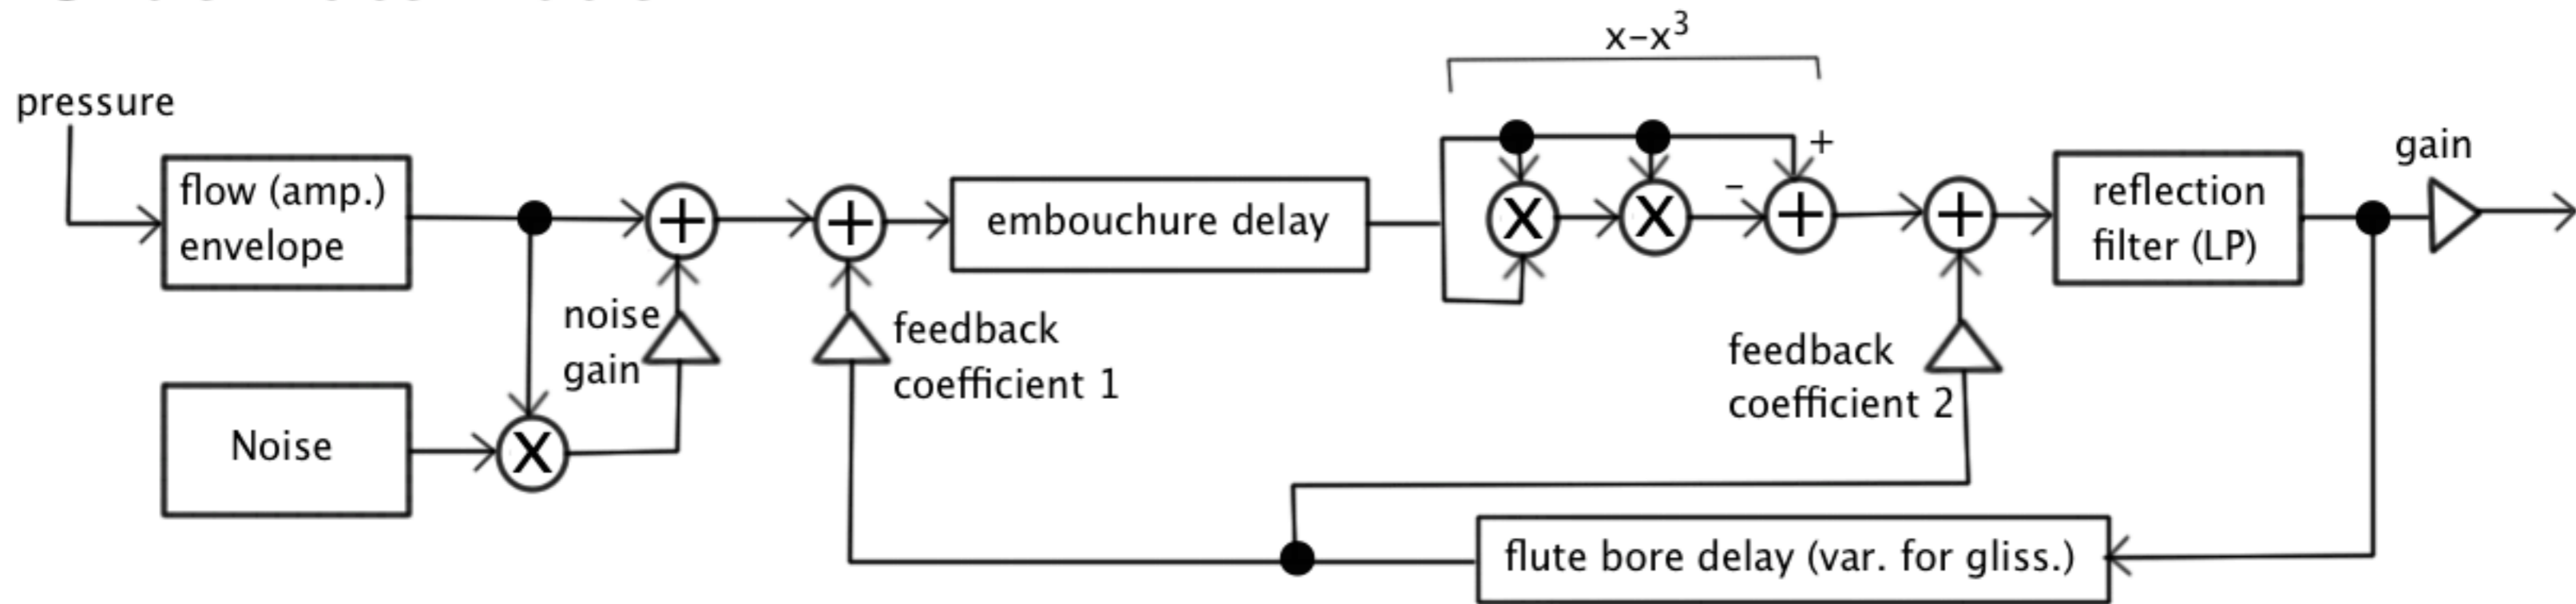 x-x³
pressure
gain
flow (amp.)
envelope
+
-
+
+
X
X
+
+
embouchure delay
reflection
filter (LP)
noise
gain
feedback
coefficient 1
feedback
coefficient 2
Noise
X
flute bore delay (var. for gliss.)